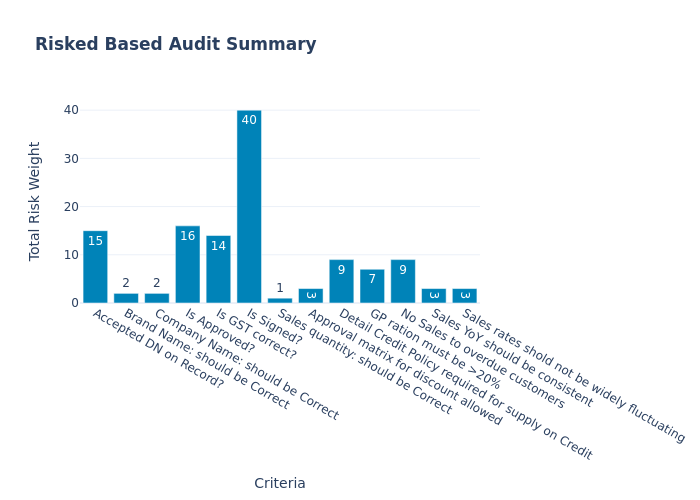 Risked Based Audit Summary
Total Risk Weight
40
30
20
10
0
15
2
2
16
14
40
1
3
9
7
9
3
3
Accepted DN on Record?
Brand Name: should be Correct
Company Name: should be Correct
Is Approved?
Is GST correct?
Is Signed?
Sales quantity: should be Correct
Approval matrix for discount allowed
Detail Credit Policy required for supply on Credit
GP ration must be >20%
No Sales to overdue customers
Sales YoY should be consistent
Sales rates shold not be widely fluctuating
Criteria